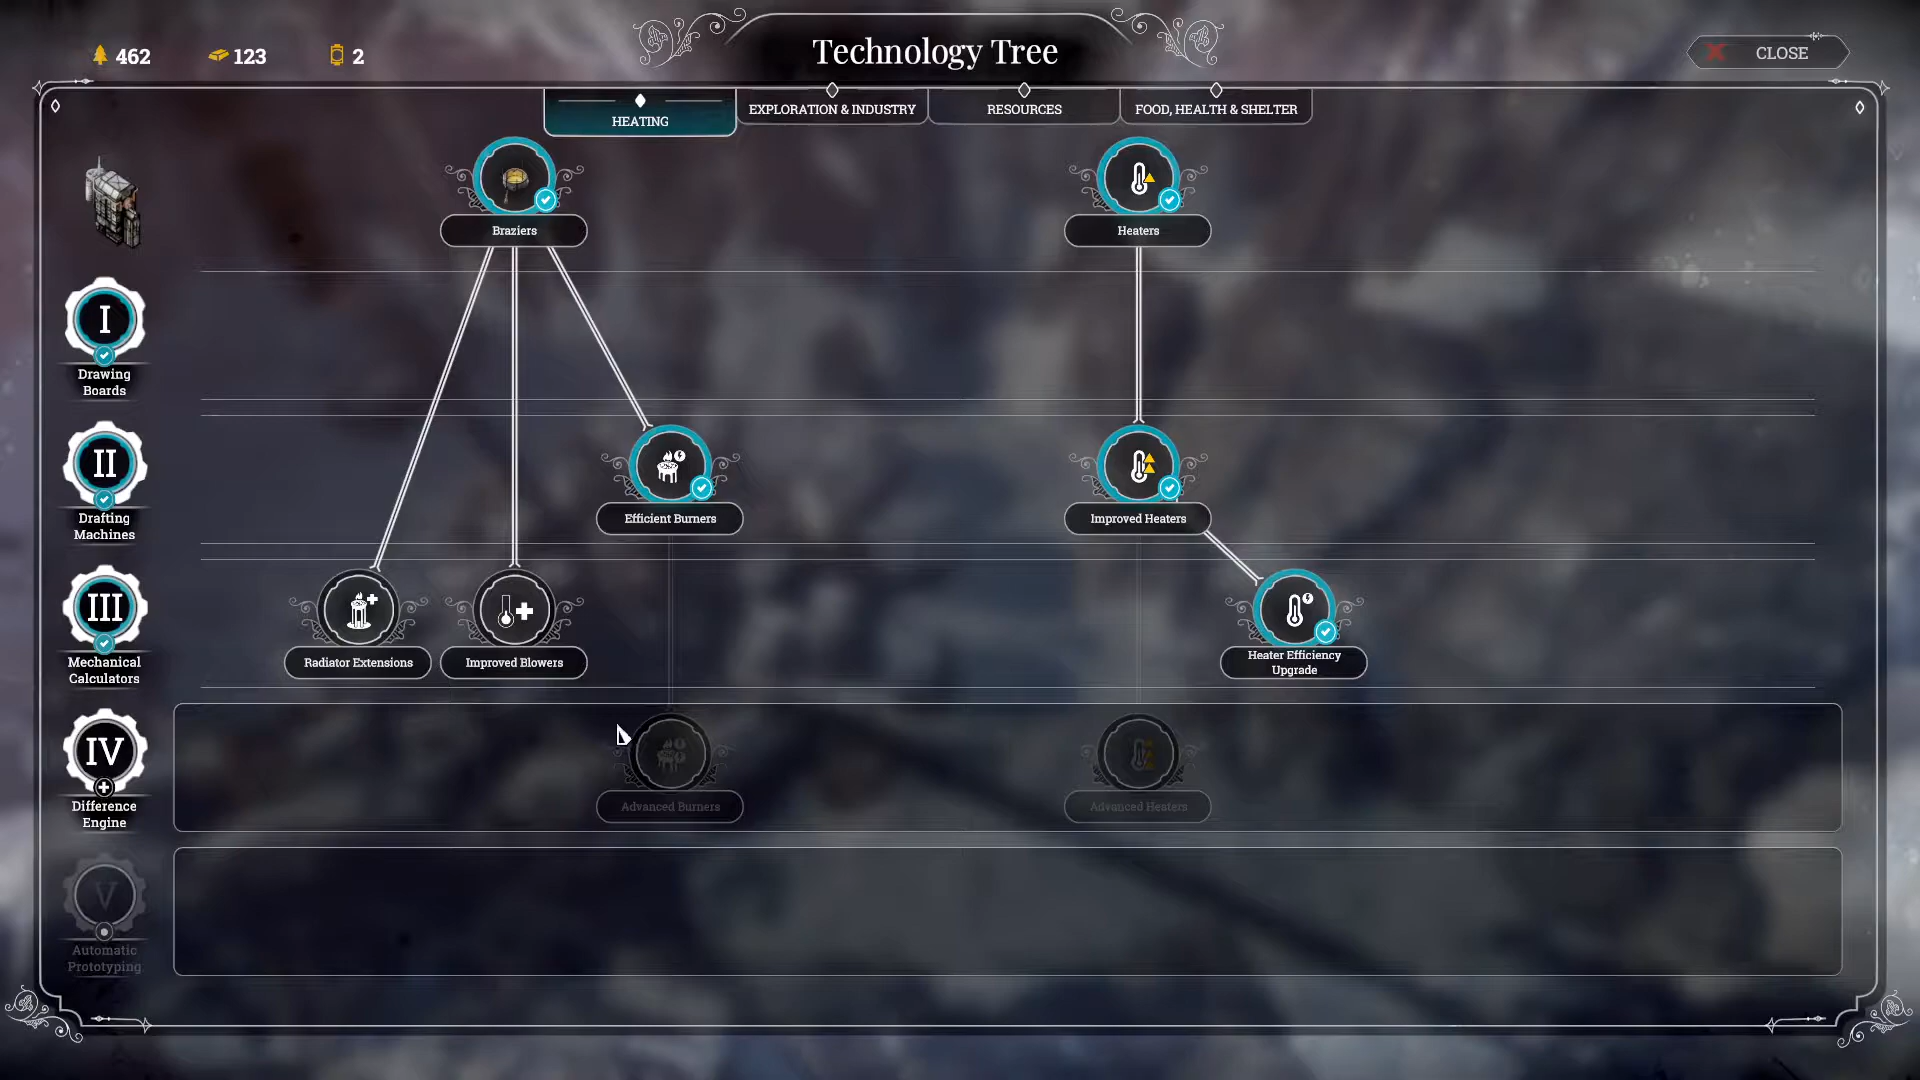 462
123
2
Technology Tree
CLOSE
HEATING
EXPLORATION & INDUSTRY
RESOURCES
FOOD, HEALTH & SHELTER
Braziers
Heaters
I
Drawing
Boards
II
Drafting
Machines
Efficient Burners
Improved Heaters
III
Mechanical
Calculators
Radiator Extensions
Improved Blowers
Heater Efficiency
Upgrade
IV
Difference
Engine
Advanced Burners
Advanced Heaters
V
Automatic
Prototyping